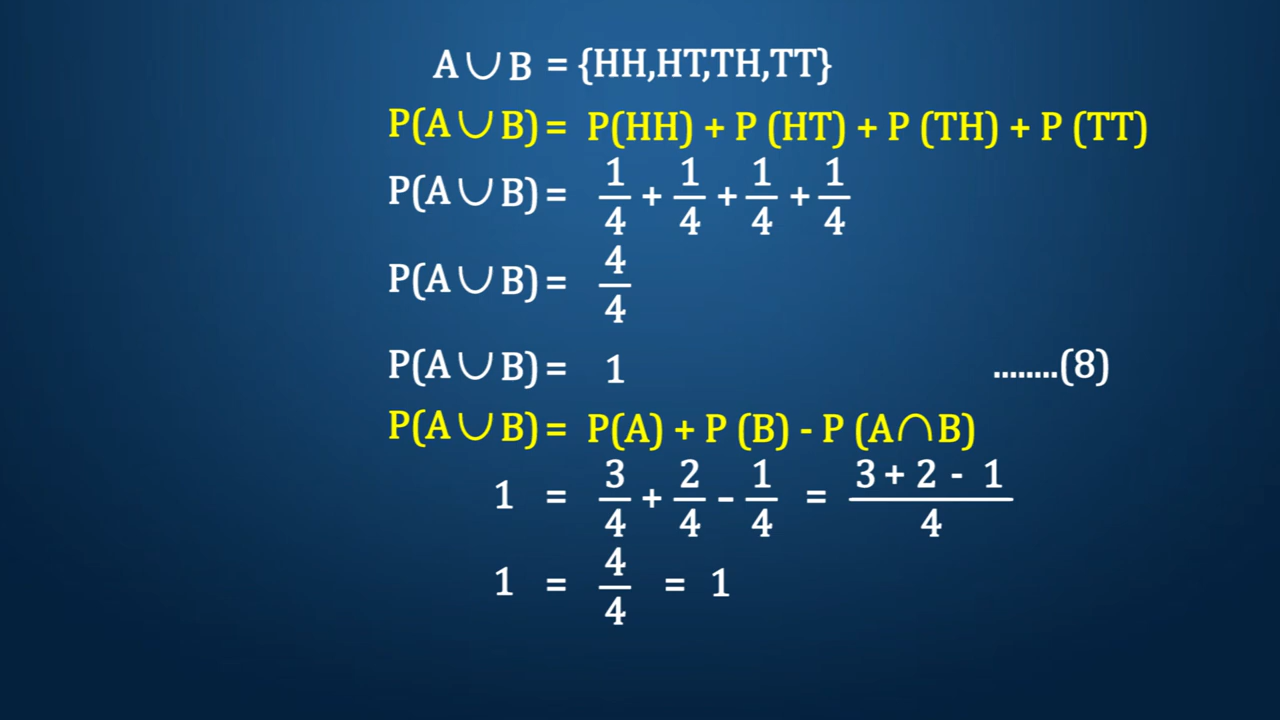 A ∪ B = {HH,HT,TH,TT}
P(A ∪ B) = P(HH) + P (HT) + P (TH) + P (TT)
P(A ∪ B) = 1/4 + 1/4 + 1/4 + 1/4
P(A ∪ B) = 4/4
P(A ∪ B) = 1 ........(8)
P(A ∪ B) = P(A) + P (B) - P (A∩B)
1 = 3/4 + 2/4 - 1/4 = (3 + 2 - 1)/4
1 = 4/4 = 1